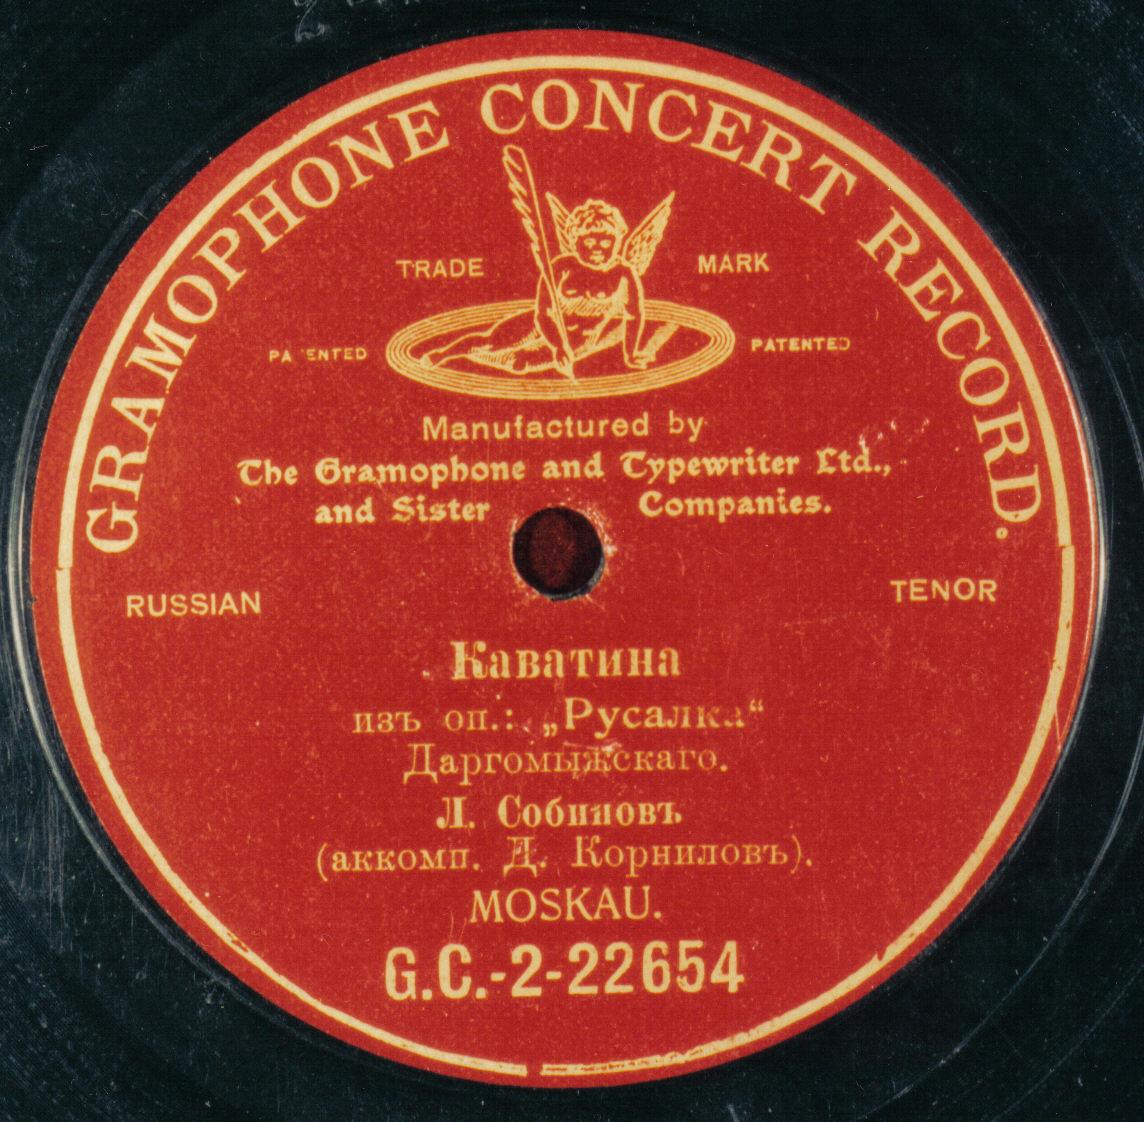 GRAMOPHONE CONCERT RECORD.
TRADE MARK
PATENTED PATENTED
Manufactured by
The Gramophone and Typewriter Ltd.,
and Sister Companies.
RUSSIAN TENOR
Каватина
изъ оп.: „Русалка“
Даргомыжскаго.
Л. Собиновъ
(аккомп. Д. Корниловъ).
MOSKAU.
G.C.-2-22654